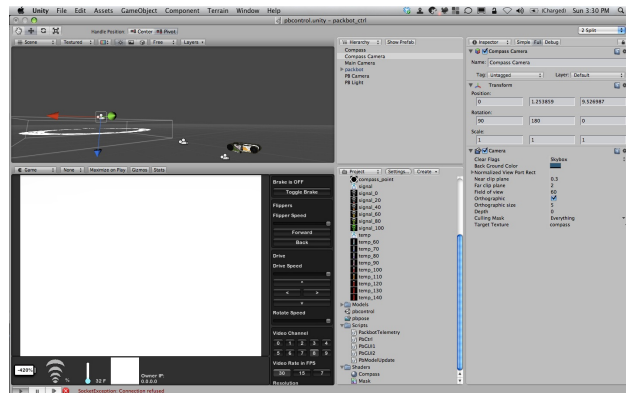 Unity File Edit Assets GameObject Component Terrain Window Help
(Charged) Sun 3:30 PM
pbcontrol.unity – packbot_ctrl
Handle Position: Center Pivot
2 Split
Scene Textured Free Layers
Hierarchy Show Prefab
Compass
Compass Camera
Main Camera
packbot
PB Camera
PB Light
Inspector Simple Full Debug
Compass Camera
Name: Compass Camera
Tag: Untagged Layer: Default
Transform
Position:
0 1.253859 9.526987
Rotation:
90 180 0
Scale:
1 1 1
Camera
Clear Flags Skybox
Back Ground Color
Normalized View Port Rect
Near clip plane 0.3
Far clip plane 2
Field of view 60
Orthographic
Orthographic size 5
Depth 0
Culling Mask Everything
Target Texture compass
Game None Maximize on Play Gizmos Stats
Brake is OFF
Toggle Brake
Flippers
Flipper Speed
Forward
Back
Drive
Drive Speed
< >
Rotate Speed
Video Channel
0 1 2 3 4
5 6 7 8 9
Video Rate in FPS
30 15 7
Resolution
-420%
%
32 F
Owner IP:
0.0.0.0
Project Settings... Create
compass_point
signal
signal_0
signal_20
signal_40
signal_60
signal_80
signal_100
temp
temp_60
temp_70
temp_80
temp_90
temp_100
temp_110
temp_120
temp_130
temp_140
Models
pbcontrol
pbpose
Scripts
PackbotTelemetry
PbCtrl
PbGUI1
PbGUI2
PbModelUpdate
Shaders
Compass
Mask
SocketException: Connection refused